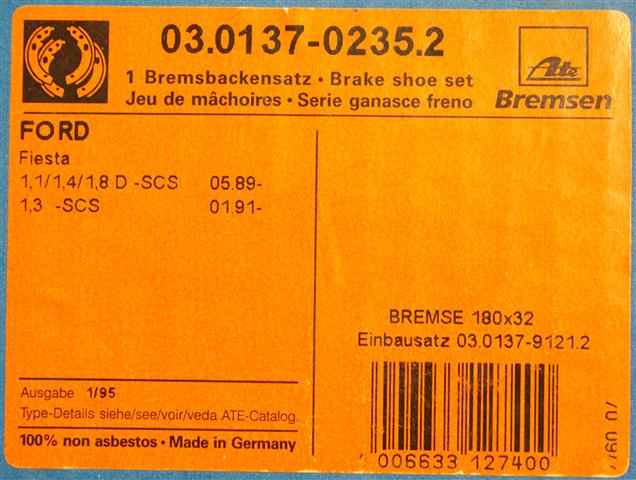 03.0137-0235.2
1 Bremsbackensatz • Brake shoe set
Jeu de mâchoires • Serie ganasce freno
Ate
Bremsen
FORD
Fiesta
1,1/1,4/1,8 D -SCS 05.89-
1,3 -SCS 01.91-
BREMSE 180x32
Einbausatz 03.0137-9121.2
Ausgabe 1/95
Type-Details siehe/see/voir/veda ATE-Catalog.
100% non asbestos • Made in Germany
006633 127400